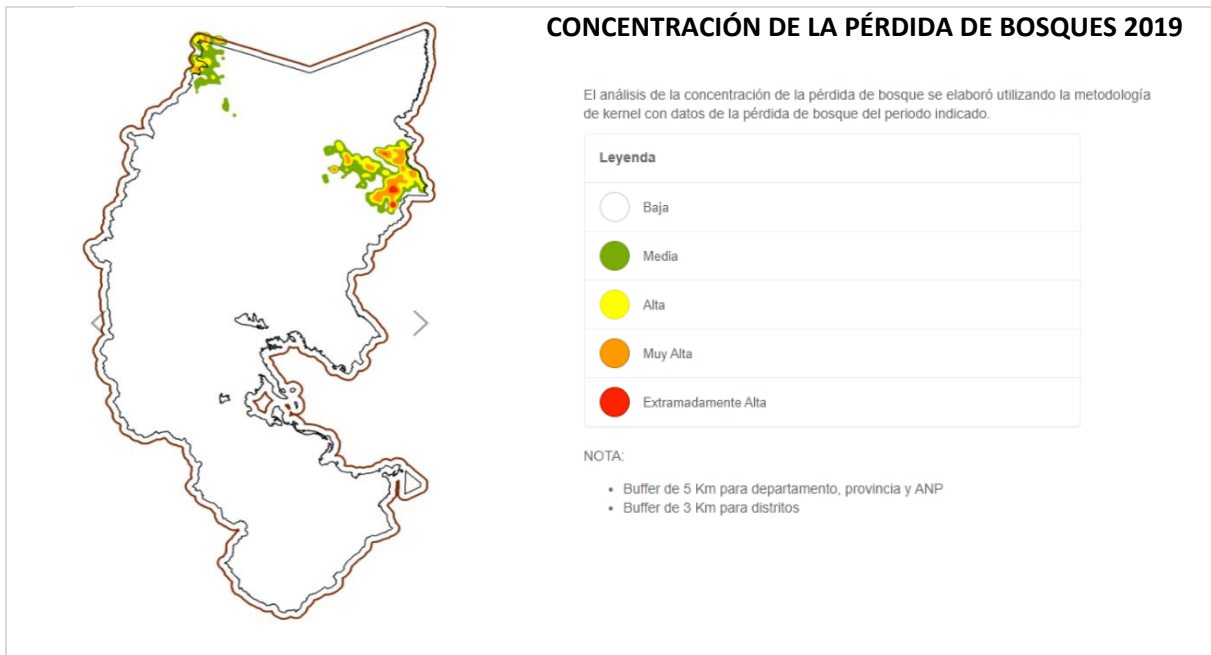 CONCENTRACIÓN DE LA PÉRDIDA DE BOSQUES 2019
El análisis de la concentración de la pérdida de bosque se elaboró utilizando la metodología
de kernel con datos de la pérdida de bosque del periodo indicado.
Leyenda
Baja
Media
Alta
Muy Alta
Extramadamente Alta
NOTA:
• Buffer de 5 Km para departamento, provincia y ANP
• Buffer de 3 Km para distritos